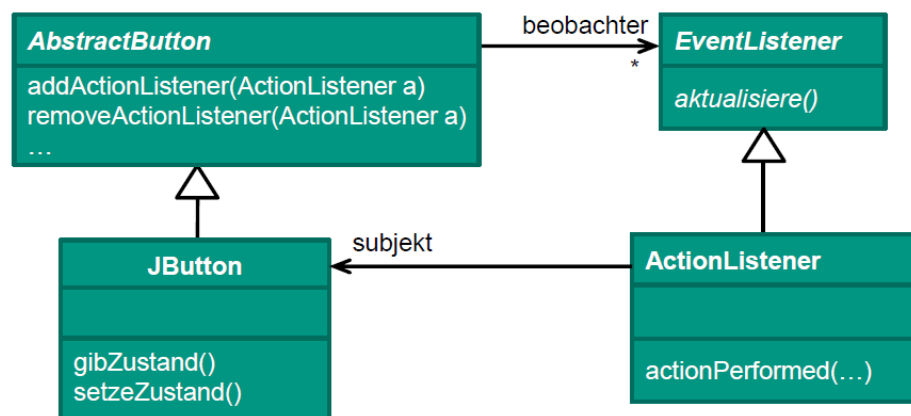 AbstractButton
addActionListener(ActionListener a)
removeActionListener(ActionListener a)
…
beobachter
*
EventListener
aktualisiere()
JButton
gibZustand()
setzeZustand()
subjekt
ActionListener
actionPerformed(…)